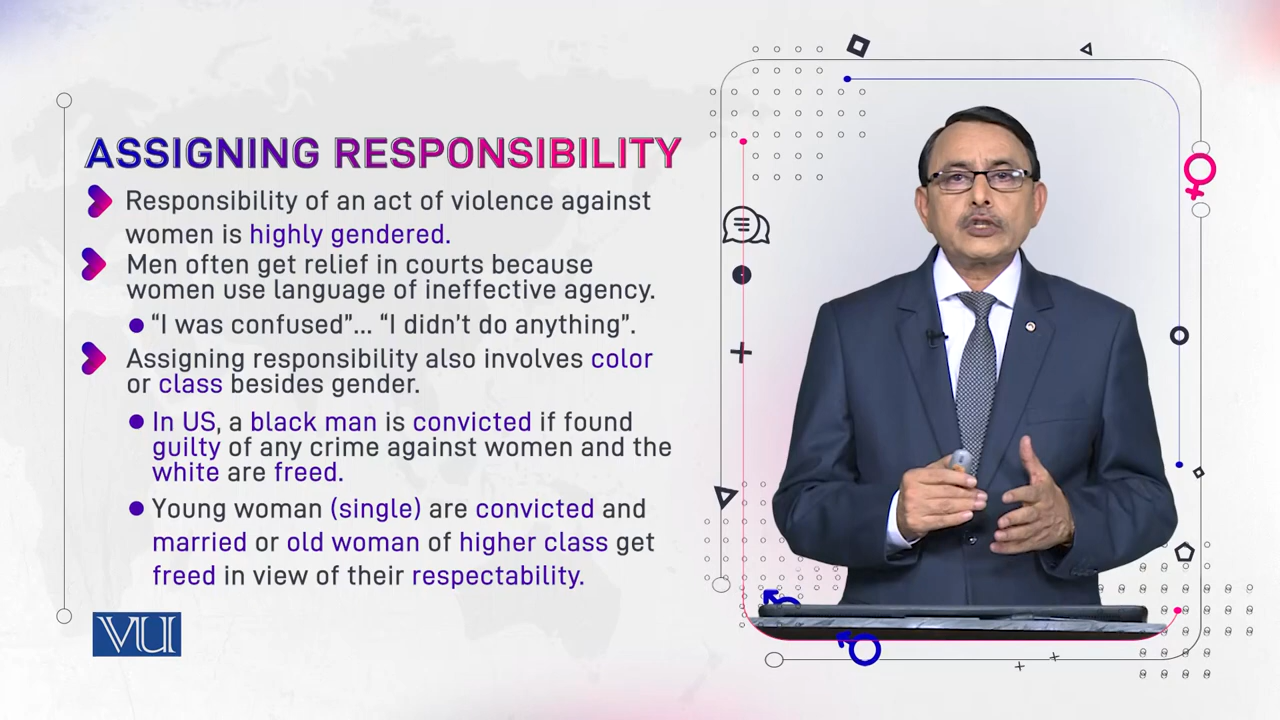 ASSIGNING RESPONSIBILITY
Responsibility of an act of violence against
women is highly gendered.
Men often get relief in courts because
women use language of ineffective agency.
“I was confused”... “I didn’t do anything”.
Assigning responsibility also involves color
or class besides gender.
In US, a black man is convicted if found
guilty of any crime against women and the
white are freed.
Young woman (single) are convicted and
married or old woman of higher class get
freed in view of their respectability.
VU